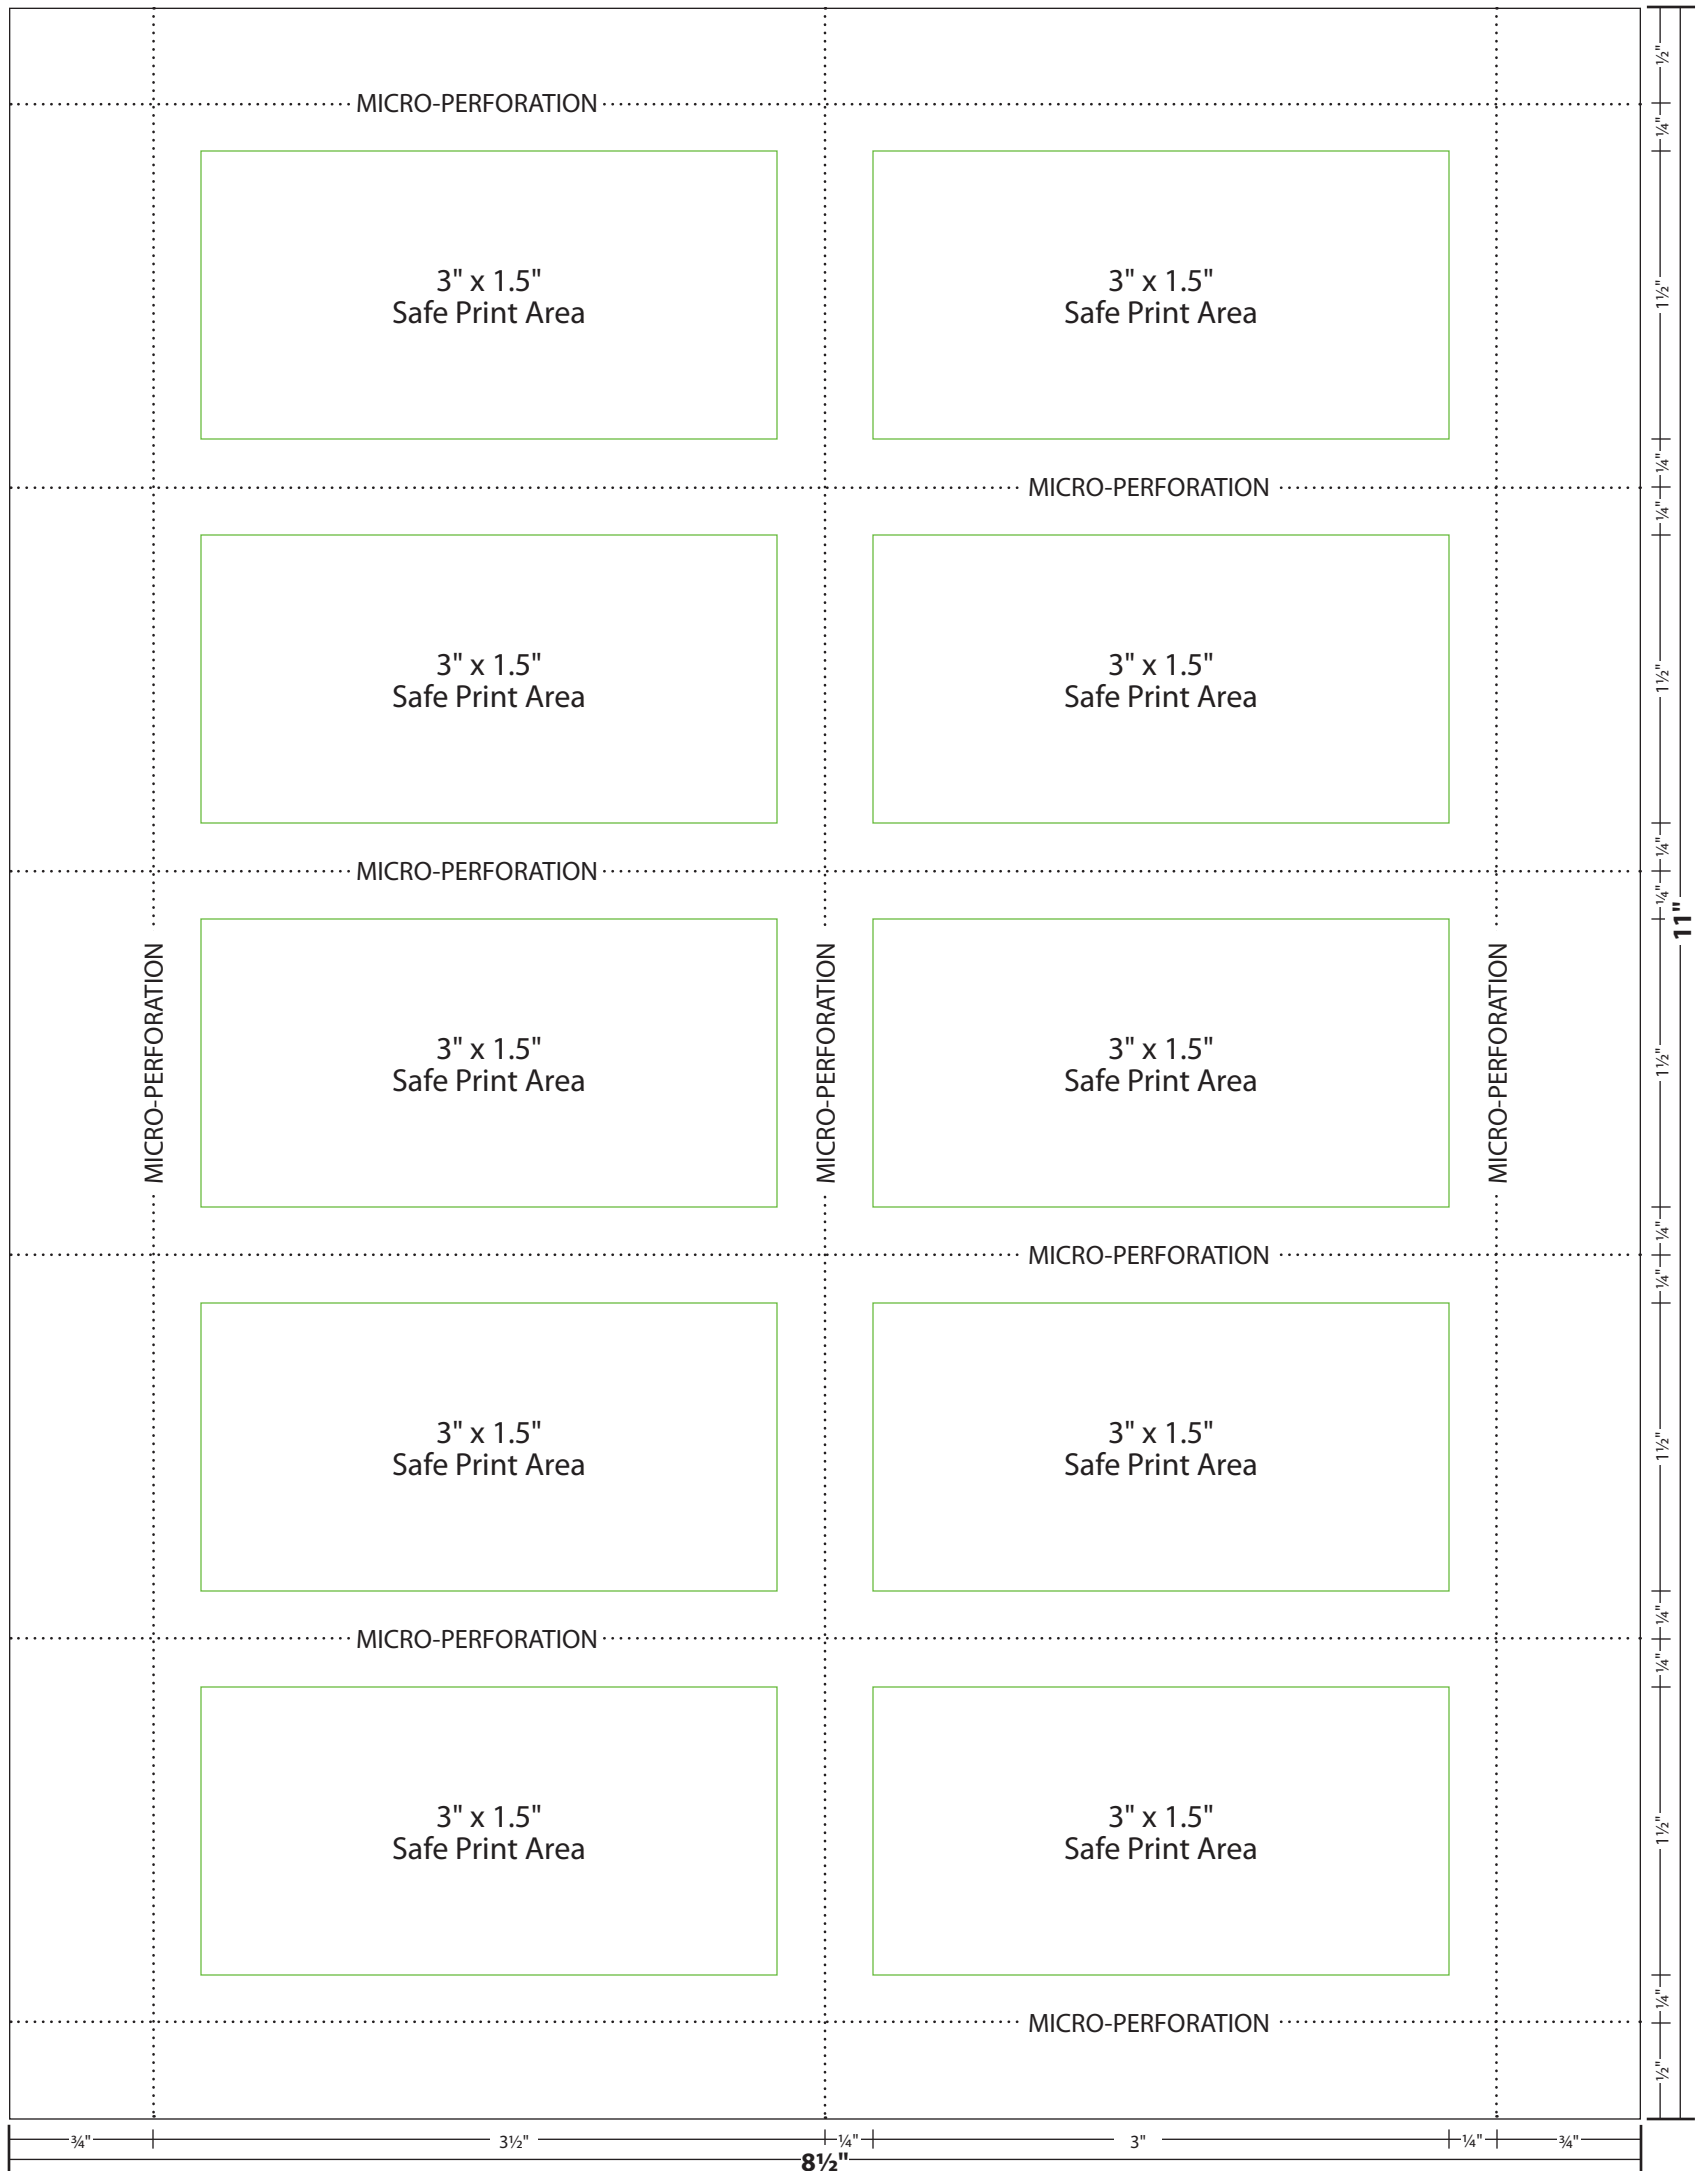 ½"
MICRO-PERFORATION
¼"
3" x 1.5"
Safe Print Area
3" x 1.5"
Safe Print Area
1½"
¼"
MICRO-PERFORATION
¼"
3" x 1.5"
Safe Print Area
3" x 1.5"
Safe Print Area
1½"
¼"
MICRO-PERFORATION
¼"
11"
MICRO-PERFORATION
3" x 1.5"
Safe Print Area
MICRO-PERFORATION
3" x 1.5"
Safe Print Area
MICRO-PERFORATION
1½"
¼"
MICRO-PERFORATION
¼"
3" x 1.5"
Safe Print Area
3" x 1.5"
Safe Print Area
1½"
¼"
MICRO-PERFORATION
¼"
3" x 1.5"
Safe Print Area
3" x 1.5"
Safe Print Area
1½"
¼"
MICRO-PERFORATION
½"
¾" 3½" ¼" 3" ¼" ¾"
8½"